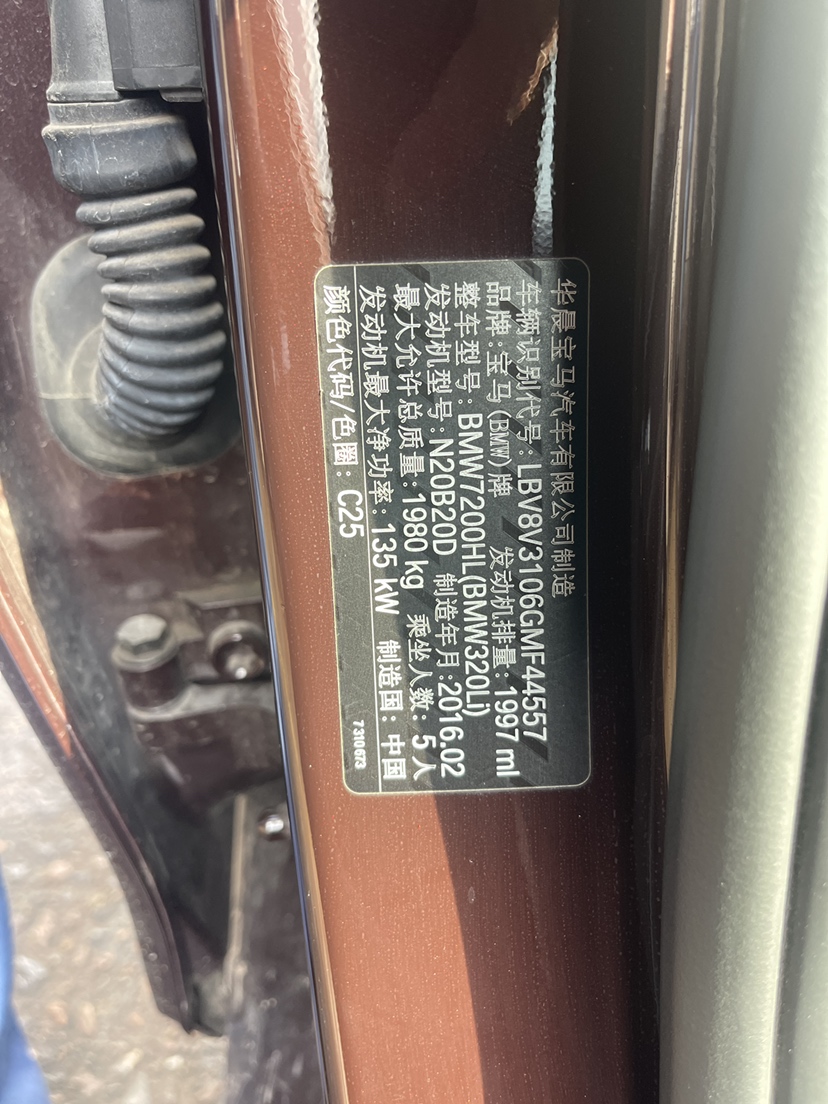 华晨宝马汽车有限公司制造
车辆识别代号:LBV8V3106GMF44557
品牌:宝马(BMW)牌 发动机排量:1997 ml
整车型号:BMW7200HL(BMW320Li)
发动机型号:N20B20D 制造年月:2016.02
最大允许总质量:1980 kg 乘坐人数:5人
发动机最大净功率:135 kW 制造国:中国
颜色代码/色圈:C25
7310673